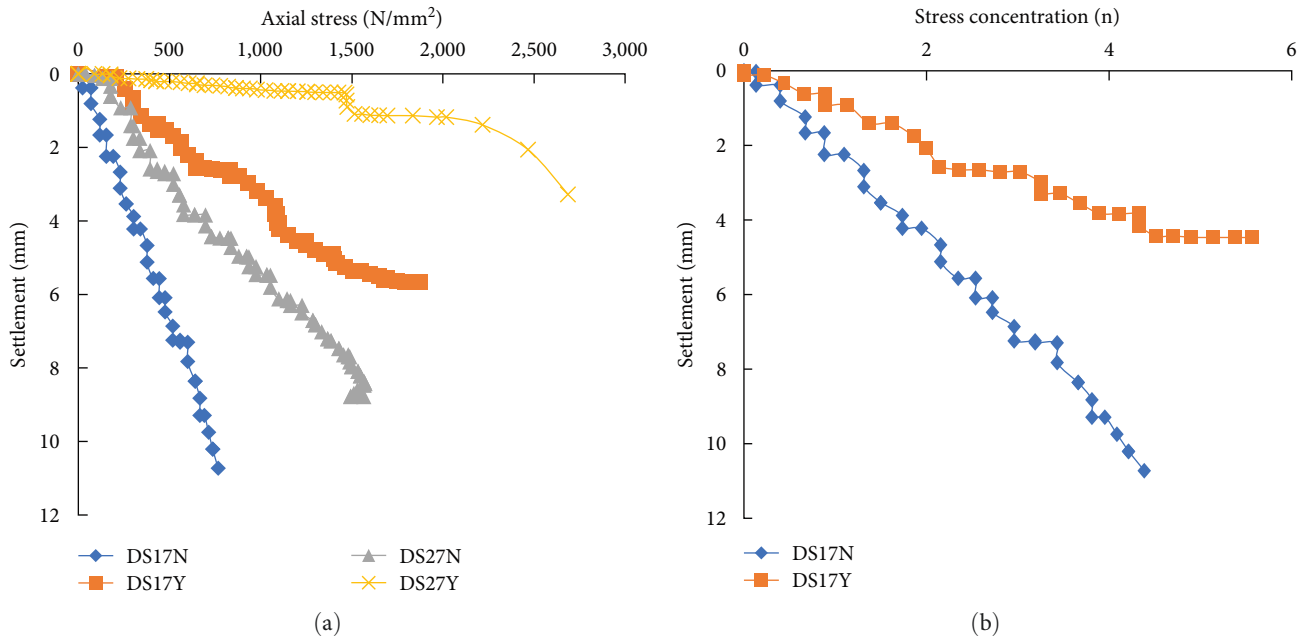 Axial stress (N/mm²)
0 500 1,000 1,500 2,000 2,500 3,000
0
2
4
6
8
10
12
Settlement (mm)
DS17N DS27N
DS17Y DS27Y
(a)
Stress concentration (n)
0 2 4 6
0
2
4
6
8
10
12
Settlement (mm)
DS17N
DS17Y
(b)